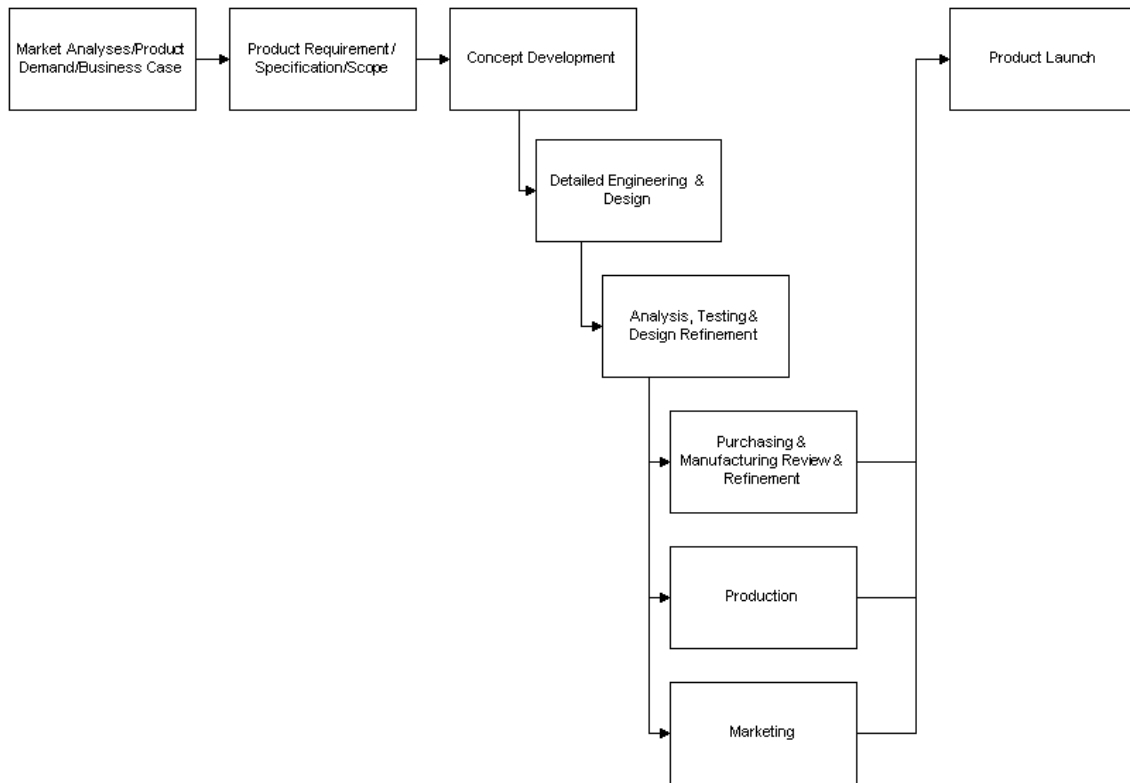 Market Analyses/Product
Demand/Business Case
Product Requirement/
Specification/Scope
Concept Development
Product Launch
Detailed Engineering &
Design
Analysis, Testing &
Design Refinement
Purchasing &
Manufacturing Review &
Refinement
Production
Marketing